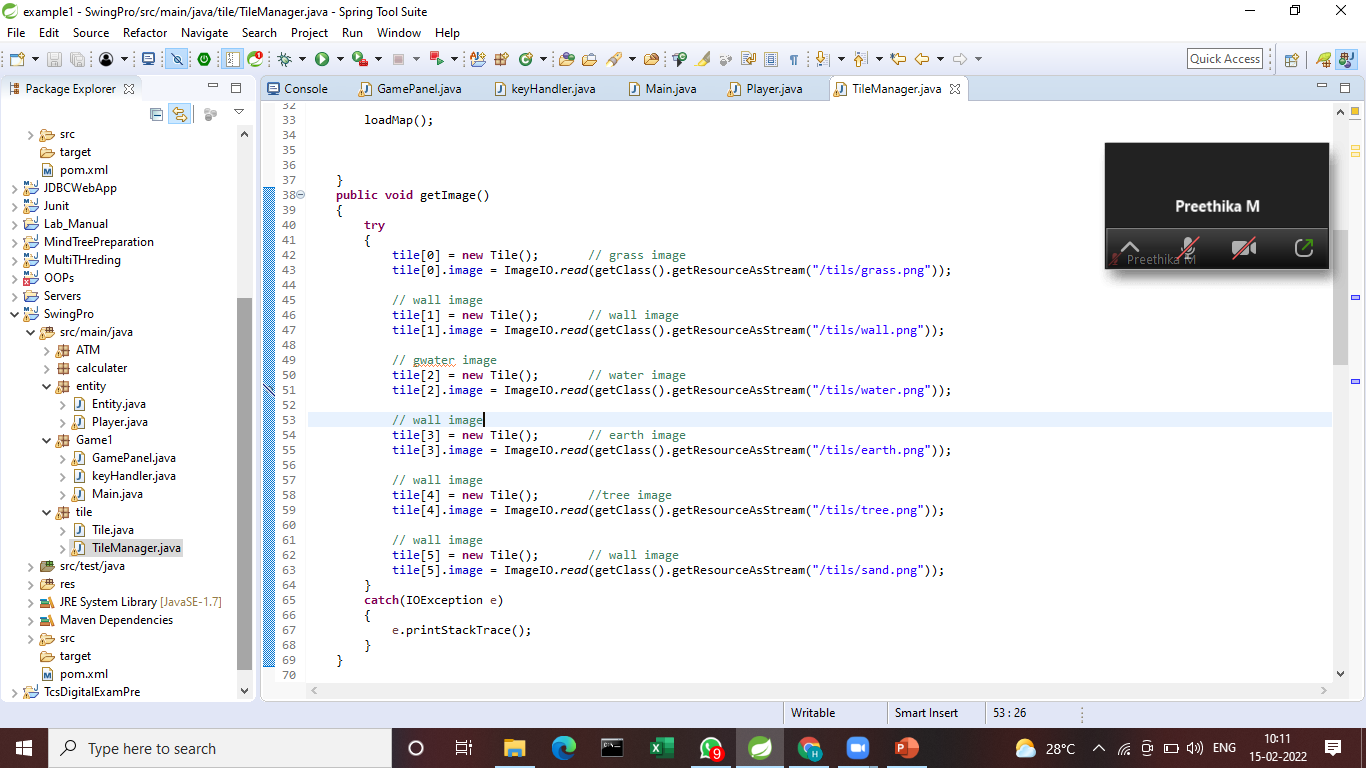 example1 - SwingPro/src/main/java/tile/TileManager.java - Spring Tool Suite
File Edit Source Refactor Navigate Search Project Run Window Help
Quick Access
Package Explorer
Console GamePanel.java keyHandler.java Main.java Player.java TileManager.java
src
target
pom.xml
JDBCWebApp
Junit
Lab_Manual
MindTreePreparation
MultiTHreding
OOPs
Servers
SwingPro
src/main/java
ATM
calculater
entity
Entity.java
Player.java
Game1
GamePanel.java
keyHandler.java
Main.java
tile
Tile.java
TileManager.java
src/test/java
res
JRE System Library [JavaSE-1.7]
Maven Dependencies
src
target
pom.xml
TcsDigitalExamPre
32
33 loadMap();
34
35
36
37 }
38 public void getImage()
39 {
40 try
41 {
42 tile[0] = new Tile(); // grass image
43 tile[0].image = ImageIO.read(getClass().getResourceAsStream("/tils/grass.png"));
44
45 // wall image
46 tile[1] = new Tile(); // wall image
47 tile[1].image = ImageIO.read(getClass().getResourceAsStream("/tils/wall.png"));
48
49 // gwater image
50 tile[2] = new Tile(); // water image
51 tile[2].image = ImageIO.read(getClass().getResourceAsStream("/tils/water.png"));
52
53 // wall image
54 tile[3] = new Tile(); // earth image
55 tile[3].image = ImageIO.read(getClass().getResourceAsStream("/tils/earth.png"));
56
57 // wall image
58 tile[4] = new Tile(); //tree image
59 tile[4].image = ImageIO.read(getClass().getResourceAsStream("/tils/tree.png"));
60
61 // wall image
62 tile[5] = new Tile(); // wall image
63 tile[5].image = ImageIO.read(getClass().getResourceAsStream("/tils/sand.png"));
64 }
65 catch(IOException e)
66 {
67 e.printStackTrace();
68 }
69 }
70
Preethika M
Preethika M
Writable Smart Insert 53 : 26
Type here to search
9
28°C
ENG
10:11
15-02-2022